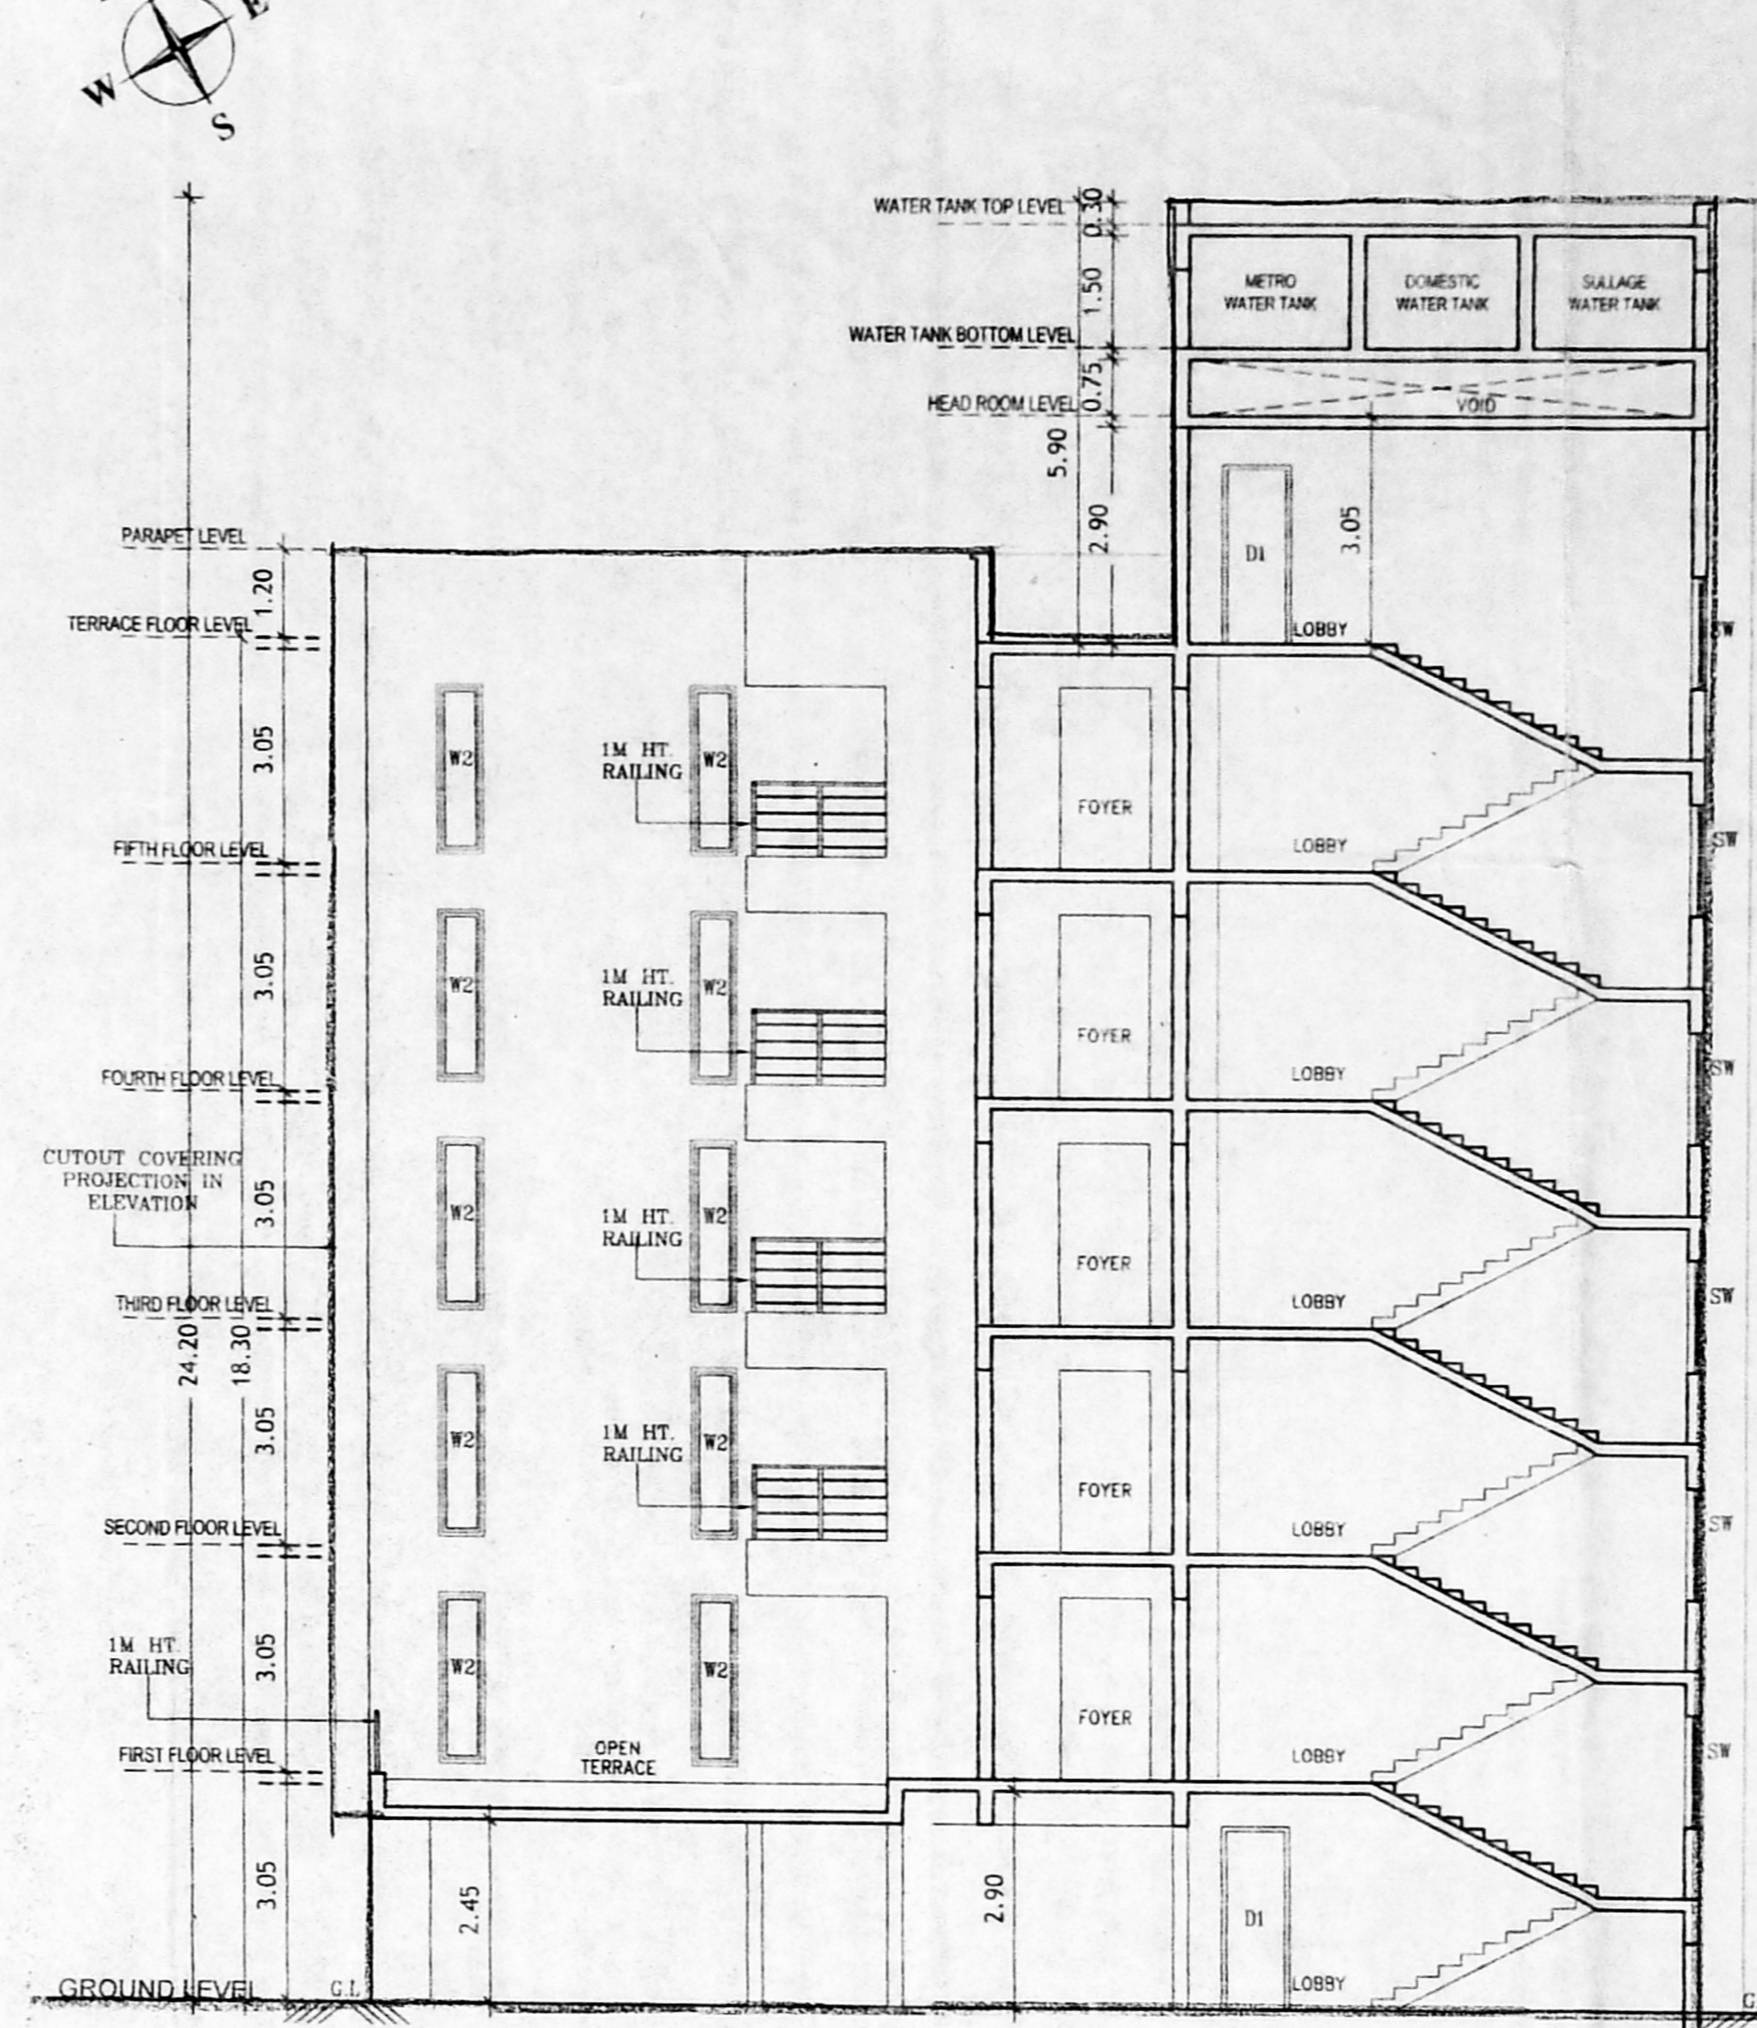 E
W
S
WATER TANK TOP LEVEL
0.30
METRO
WATER TANK
DOMESTIC
WATER TANK
SULLAGE
WATER TANK
1.50
WATER TANK BOTTOM LEVEL
0.75
HEAD ROOM LEVEL
VOID
5.90
2.90
3.05
D1
PARAPET LEVEL
1.20
TERRACE FLOOR LEVEL
LOBBY
SW
3.05
W2
1M HT.
RAILING
W2
FOYER
LOBBY
SW
FIFTH FLOOR LEVEL
3.05
W2
1M HT.
RAILING
W2
FOYER
LOBBY
SW
FOURTH FLOOR LEVEL
CUTOUT COVERING
PROJECTION IN
ELEVATION
3.05
W2
1M HT.
RAILING
W2
FOYER
LOBBY
SW
THIRD FLOOR LEVEL
24.20
18.30
3.05
W2
1M HT.
RAILING
W2
FOYER
LOBBY
SW
SECOND FLOOR LEVEL
1M HT.
RAILING
3.05
W2
W2
FOYER
LOBBY
SW
FIRST FLOOR LEVEL
OPEN
TERRACE
3.05
2.45
2.90
D1
LOBBY
GROUND LEVEL
G.L
G